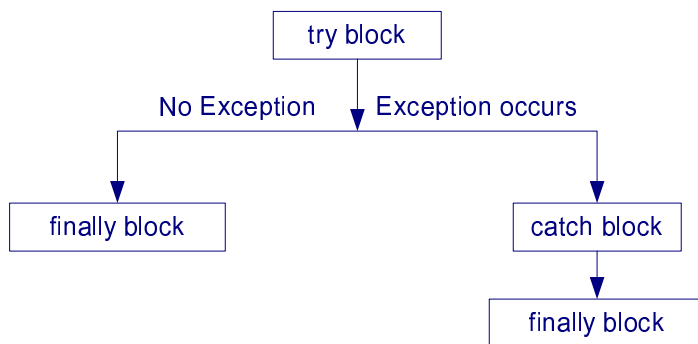 try block
No Exception
Exception occurs
finally block
catch block
finally block